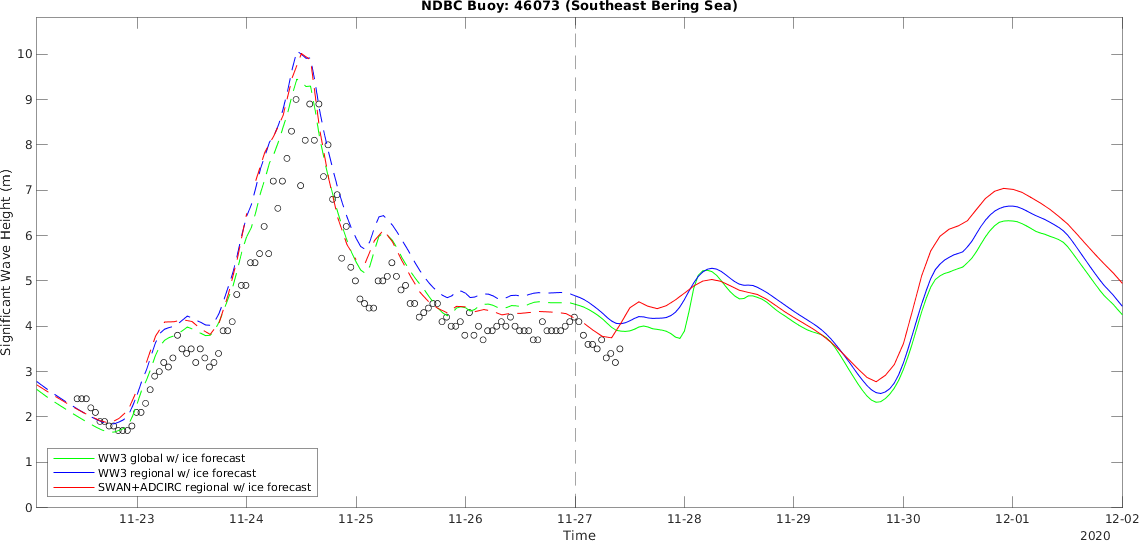 NDBC Buoy: 46073 (Southeast Bering Sea)
Significant Wave Height (m)
10
9
8
7
6
5
4
3
2
1
0
WW3 global w/ ice forecast
WW3 regional w/ ice forecast
SWAN+ADCIRC regional w/ ice forecast
11-23 11-24 11-25 11-26 11-27 11-28 11-29 11-30 12-01 12-02
Time
2020